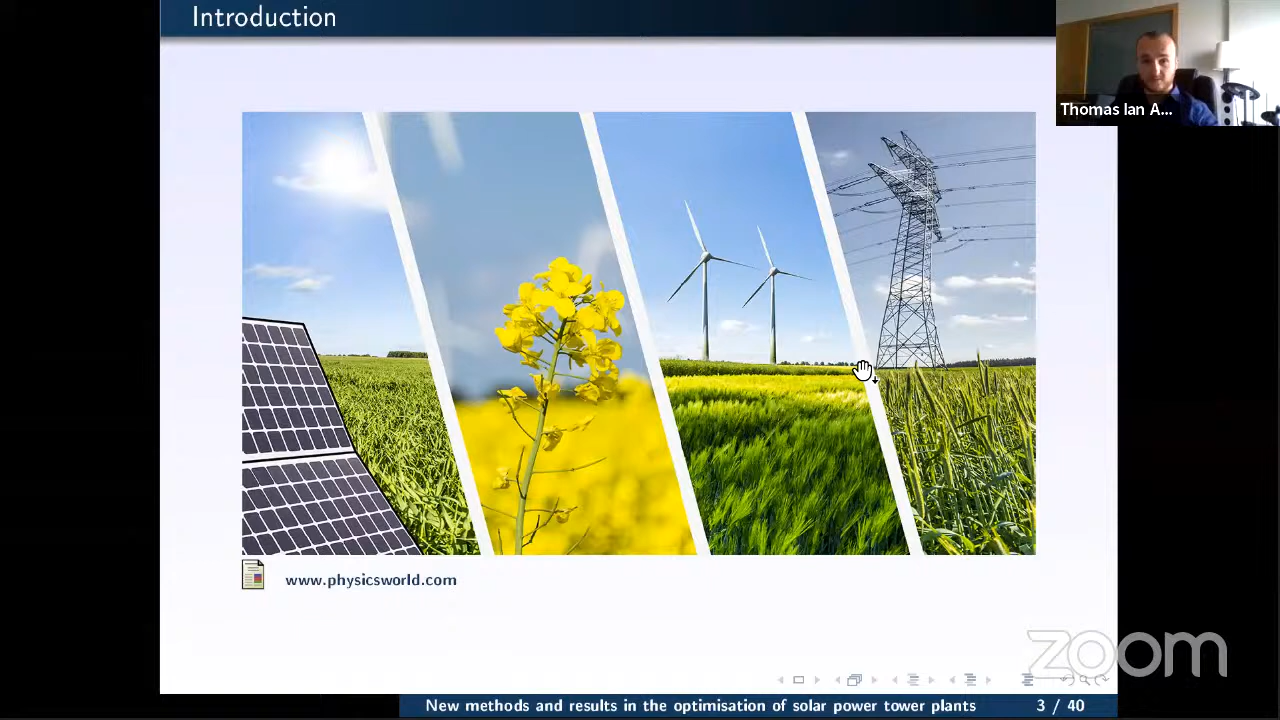 Introduction
Thomas Ian A...
www.physicsworld.com
zoom
New methods and results in the optimisation of solar power tower plants
3 / 40